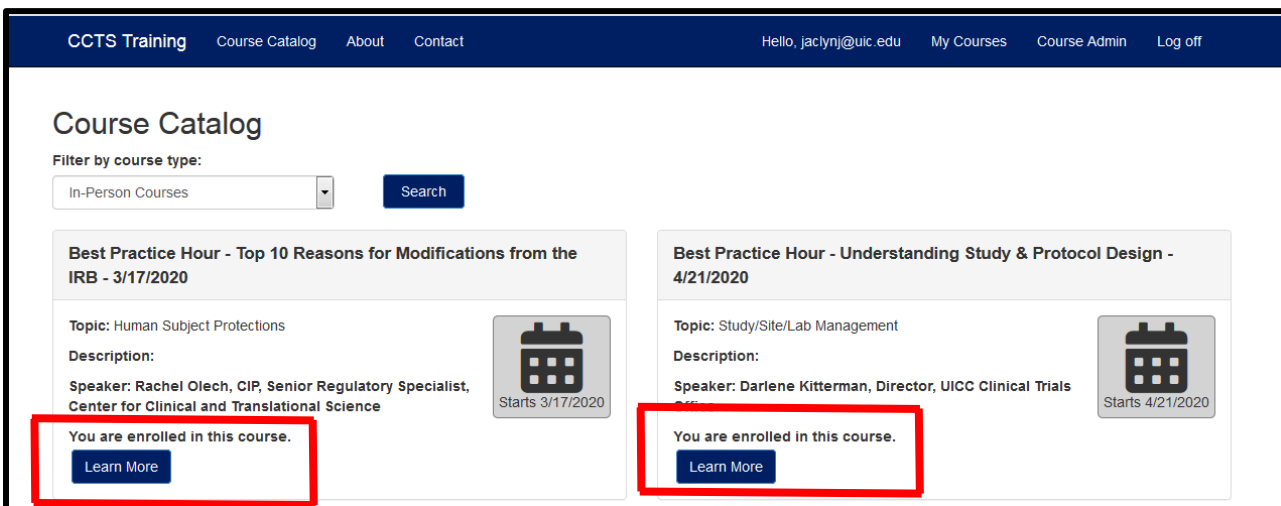 CCTS Training Course Catalog About Contact Hello, jaclynj@uic.edu My Courses Course Admin Log off
Course Catalog
Filter by course type:
In-Person Courses Search
Best Practice Hour - Top 10 Reasons for Modifications from the
IRB - 3/17/2020
Topic: Human Subject Protections
Description:
Speaker: Rachel Olech, CIP, Senior Regulatory Specialist,
Center for Clinical and Translational Science
Starts 3/17/2020
You are enrolled in this course.
Learn More
Best Practice Hour - Understanding Study & Protocol Design -
4/21/2020
Topic: Study/Site/Lab Management
Description:
Speaker: Darlene Kitterman, Director, UICC Clinical Trials
Starts 4/21/2020
You are enrolled in this course.
Learn More